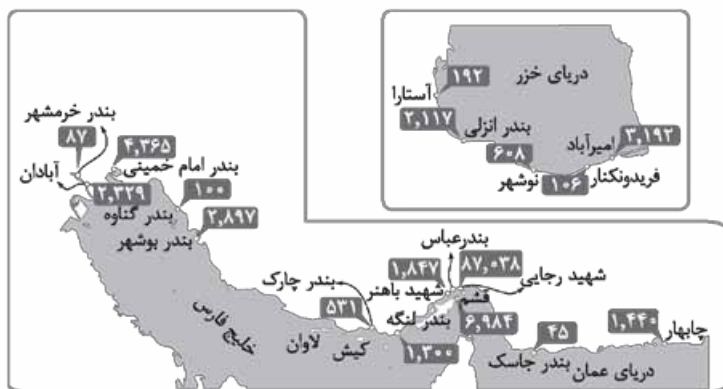 دریای خزر
۱۹۲
آستارا
۲,۱۱۷
بندر انزلی
۳,۱۹۲
امیرآباد
۶۰۸
فریدونکنار
نوشهر
۱۰۶
بندر خرمشهر
۸۷
۴,۳۶۵
بندر امام خمینی
آبادان
۲,۳۲۹
۱۰۰
بندر گناوه
۲,۸۹۷
بندر بوشهر
بندرعباس
۱,۸۴۷
۸۷,۰۳۸
شهید رجایی
شهید باهنر
قشم
بندر چارک
۵۳۱
بندر لنگه
۶,۹۸۴
خلیج فارس
لاوان
کیش
۱,۳۰۰
۴۵
بندر جاسک
۱,۴۴۰
چابهار
دریای عمان